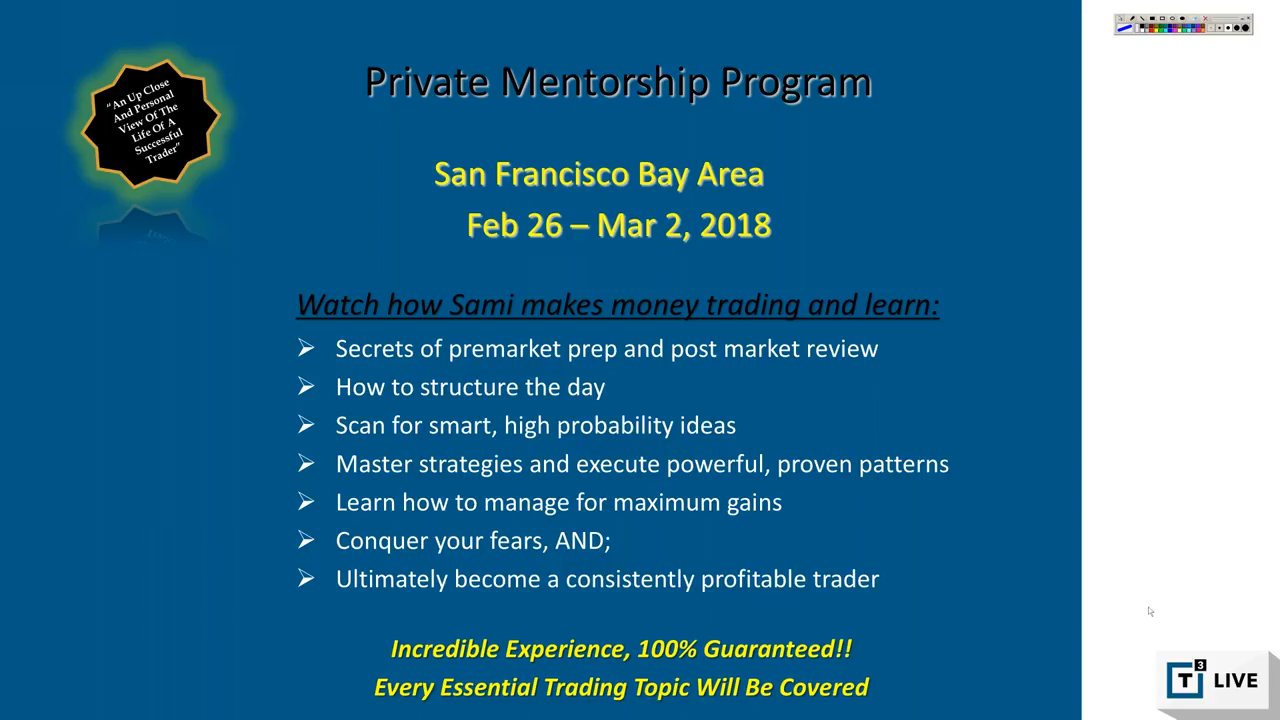 Private Mentorship Program
"An Up Close
And Personal
View Of The
Life Of A
Successful
Trader"
San Francisco Bay Area
Feb 26 – Mar 2, 2018
Watch how Sami makes money trading and learn:
Secrets of premarket prep and post market review
How to structure the day
Scan for smart, high probability ideas
Master strategies and execute powerful, proven patterns
Learn how to manage for maximum gains
Conquer your fears, AND;
Ultimately become a consistently profitable trader
Incredible Experience, 100% Guaranteed!!
Every Essential Trading Topic Will Be Covered
T3 LIVE